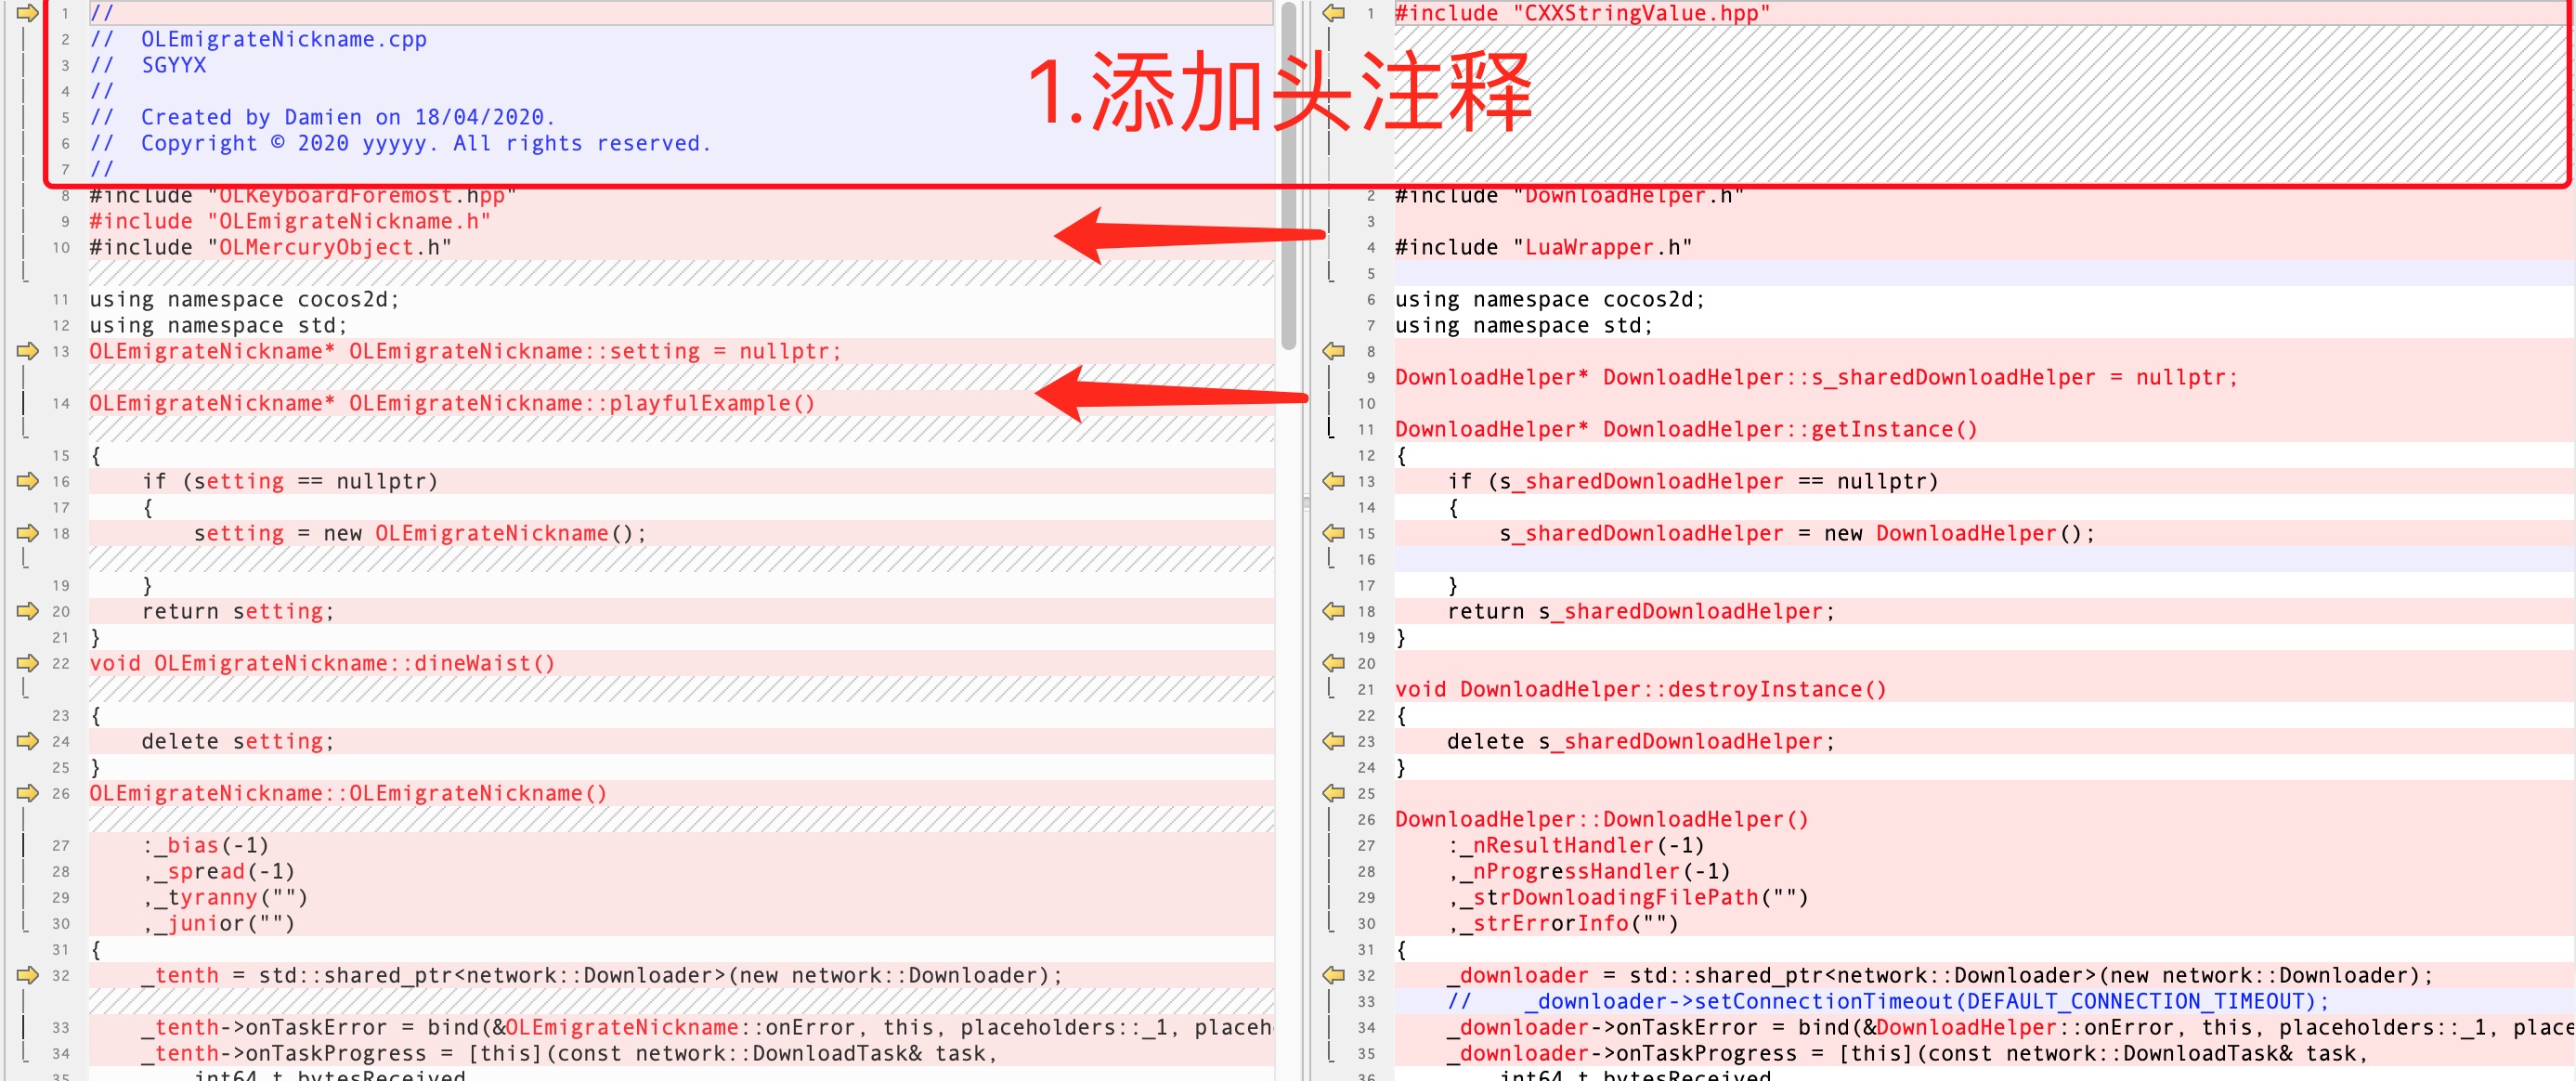 1 //
2 //  OLEmigrateNickname.cpp
3 //  SGYYX
4 //
5 //  Created by Damien on 18/04/2020.
6 //  Copyright © 2020 yyyyy. All rights reserved.
7 //
8 #include "OLKeyboardForemost.hpp"
9 #include "OLEmigrateNickname.h"
10 #include "OLMercuryObject.h"
11 using namespace cocos2d;
12 using namespace std;
13 OLEmigrateNickname* OLEmigrateNickname::setting = nullptr;
14 OLEmigrateNickname* OLEmigrateNickname::playfulExample()
15 {
16     if (setting == nullptr)
17     {
18         setting = new OLEmigrateNickname();
19     }
20     return setting;
21 }
22 void OLEmigrateNickname::dineWaist()
23 {
24     delete setting;
25 }
26 OLEmigrateNickname::OLEmigrateNickname()
27     :_bias(-1)
28     ,_spread(-1)
29     ,_tyranny("")
30     ,_junior("")
31 {
32     _tenth = std::shared_ptr<network::Downloader>(new network::Downloader);
33     _tenth->onTaskError = bind(&OLEmigrateNickname::onError, this, placeholders::_1, placeh
34     _tenth->onTaskProgress = [this](const network::DownloadTask& task,
35         int64_t bytesReceived
1.添加头注释
1 #include "CXXStringValue.hpp"
2 #include "DownloadHelper.h"
3
4 #include "LuaWrapper.h"
5
6 using namespace cocos2d;
7 using namespace std;
8
9 DownloadHelper* DownloadHelper::s_sharedDownloadHelper = nullptr;
10
11 DownloadHelper* DownloadHelper::getInstance()
12 {
13     if (s_sharedDownloadHelper == nullptr)
14     {
15         s_sharedDownloadHelper = new DownloadHelper();
16
17     }
18     return s_sharedDownloadHelper;
19 }
20
21 void DownloadHelper::destroyInstance()
22 {
23     delete s_sharedDownloadHelper;
24 }
25
26 DownloadHelper::DownloadHelper()
27     :_nResultHandler(-1)
28     ,_nProgressHandler(-1)
29     ,_strDownloadingFilePath("")
30     ,_strErrorInfo("")
31 {
32     _downloader = std::shared_ptr<network::Downloader>(new network::Downloader);
33     //    _downloader->setConnectionTimeout(DEFAULT_CONNECTION_TIMEOUT);
34     _downloader->onTaskError = bind(&DownloadHelper::onError, this, placeholders::_1, place
35     _downloader->onTaskProgress = [this](const network::DownloadTask& task,
36         int64_t bytesReceived